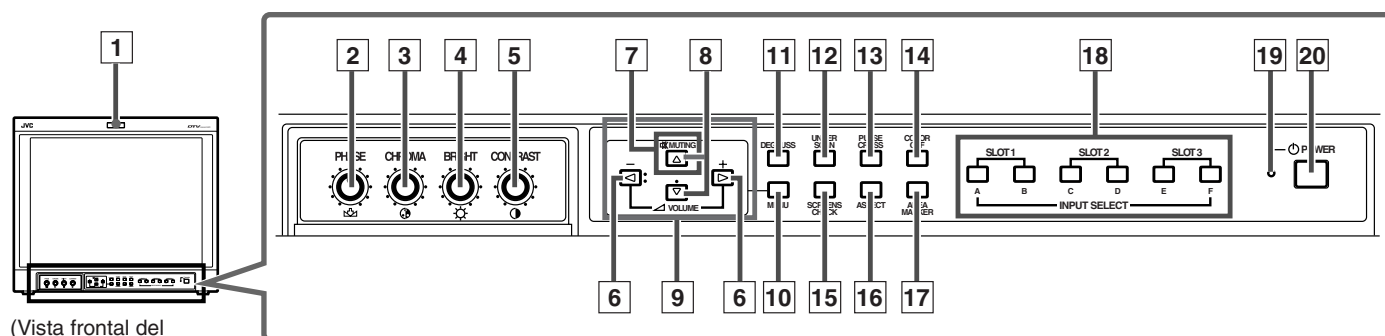 1
2 3 4 5 7 8 11 12 13 14 18 19 20
JVC
DTV
PHASE CHROMA BRIGHT CONTRAST
MUTING
DEGAUSS
UNDER SCAN
PULSE CROSS
COLOR OFF
SLOT 1 SLOT 2 SLOT 3
POWER
− +
A B C D E F
INPUT SELECT
VOLUME
MENU
SCREENS CHECK
ASPECT
AREA MARKER
6 9 6 10 15 16 17
(Vista frontal del